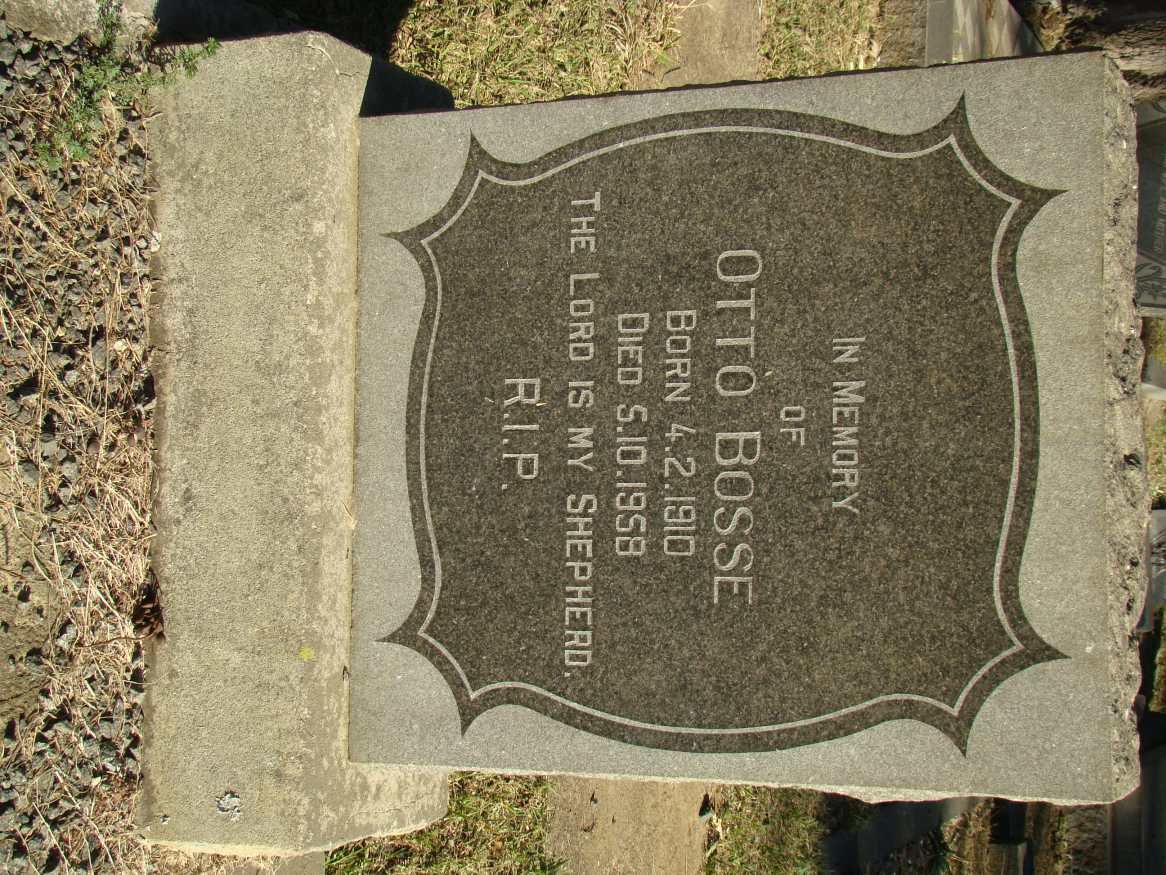 IN MEMORY
OF
OTTO BOSSE
BORN 4.2.1910
DIED 5.10.1958
THE LORD IS MY SHEPHERD.
R.I.P.